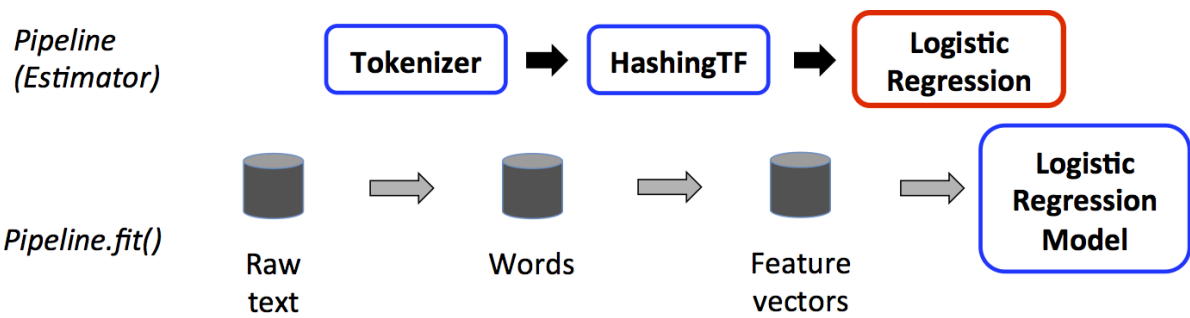 Pipeline
(Estimator)
Tokenizer
HashingTF
Logistic
Regression
Pipeline.fit()
Raw
text
Words
Feature
vectors
Logistic
Regression
Model